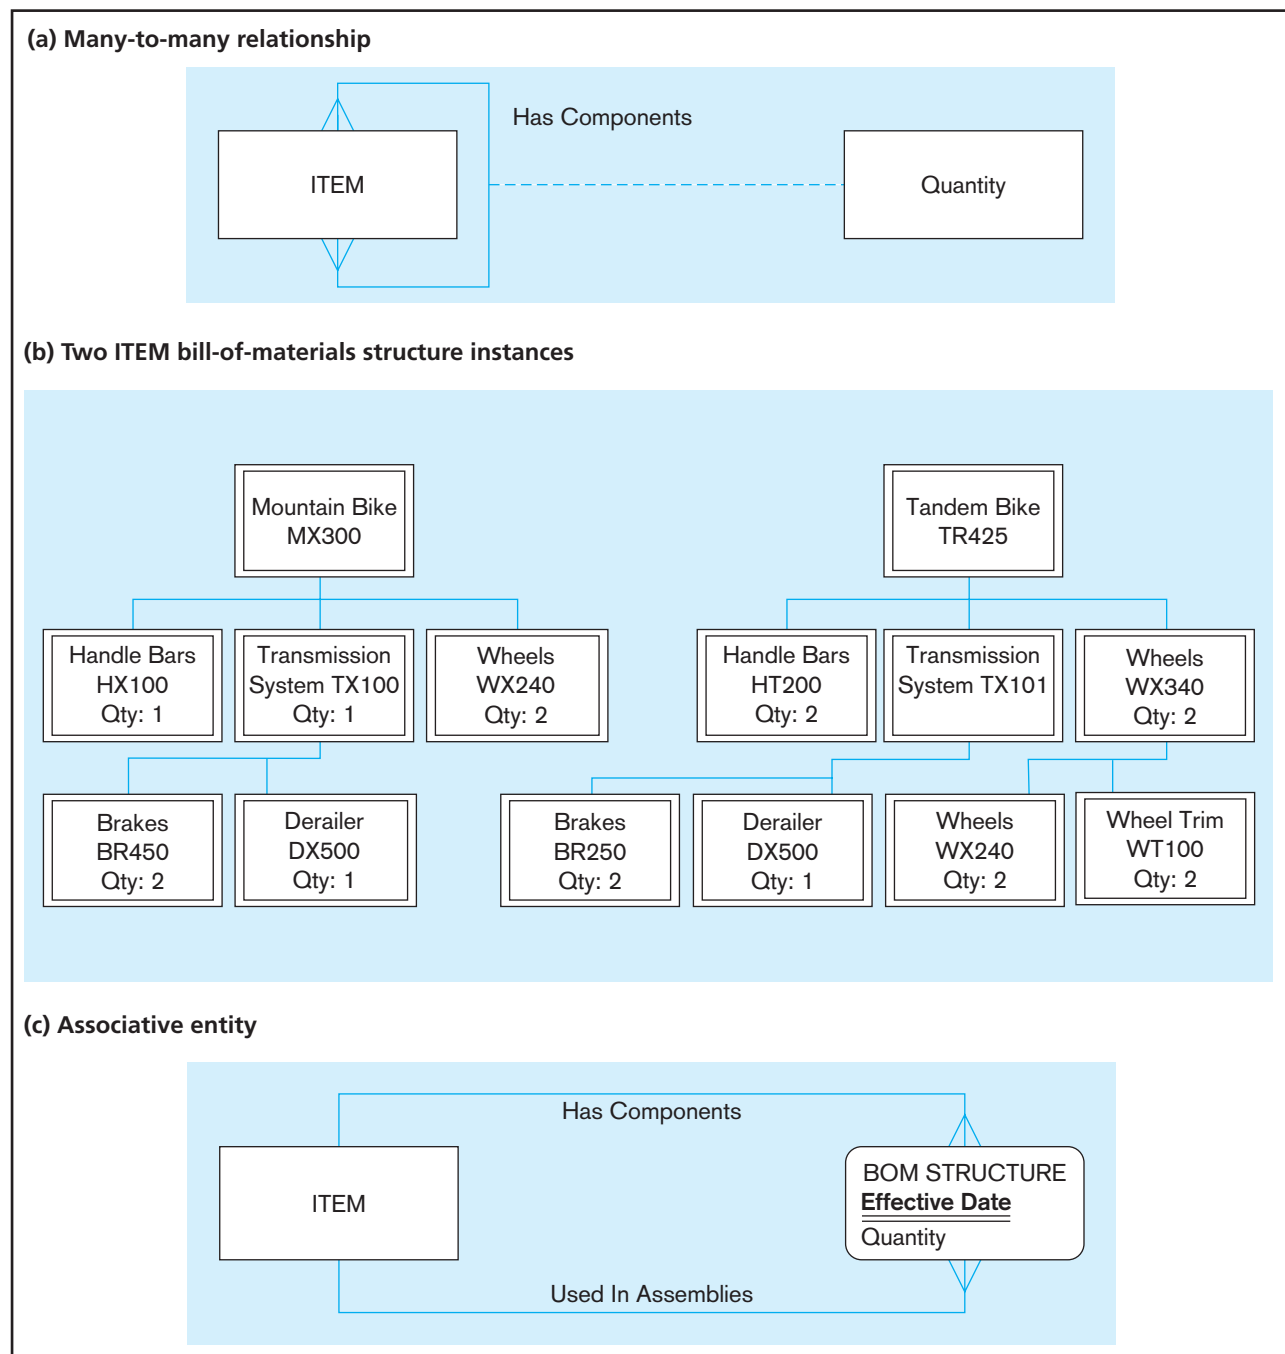 (a) Many-to-many relationship
Has Components
ITEM
Quantity
(b) Two ITEM bill-of-materials structure instances
Mountain Bike
MX300
Tandem Bike
TR425
Handle Bars
HX100
Qty: 1
Transmission
System TX100
Qty: 1
Wheels
WX240
Qty: 2
Handle Bars
HT200
Qty: 2
Transmission
System TX101
Wheels
WX340
Qty: 2
Brakes
BR450
Qty: 2
Derailer
DX500
Qty: 1
Brakes
BR250
Qty: 2
Derailer
DX500
Qty: 1
Wheels
WX240
Qty: 2
Wheel Trim
WT100
Qty: 2
(c) Associative entity
Has Components
ITEM
BOM STRUCTURE
Effective Date
Quantity
Used In Assemblies